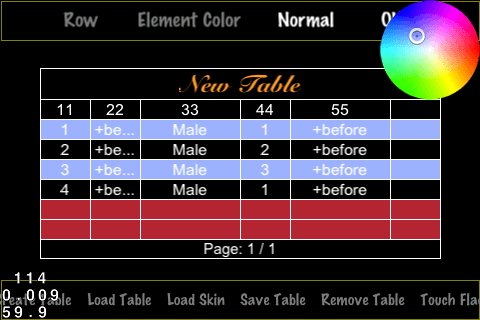 Row Element Color Normal
New Table
11 22 33 44 55
1 +be... Male 1 +before
2 +be... Male 2 +before
3 +be... Male 3 +before
4 +be... Male 1 +before
Page: 1 / 1
114
Load Table Load Skin Save Table Remove Table Touch
0.009
59.9